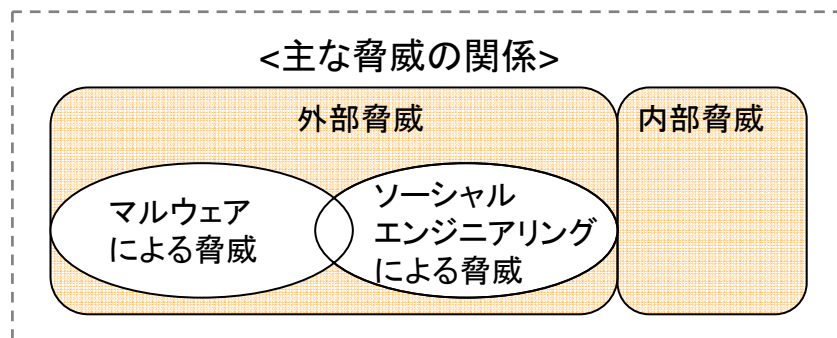 <主な脅威の関係>
外部脅威
内部脅威
マルウェア
による脅威
ソーシャル
エンジニアリング
による脅威